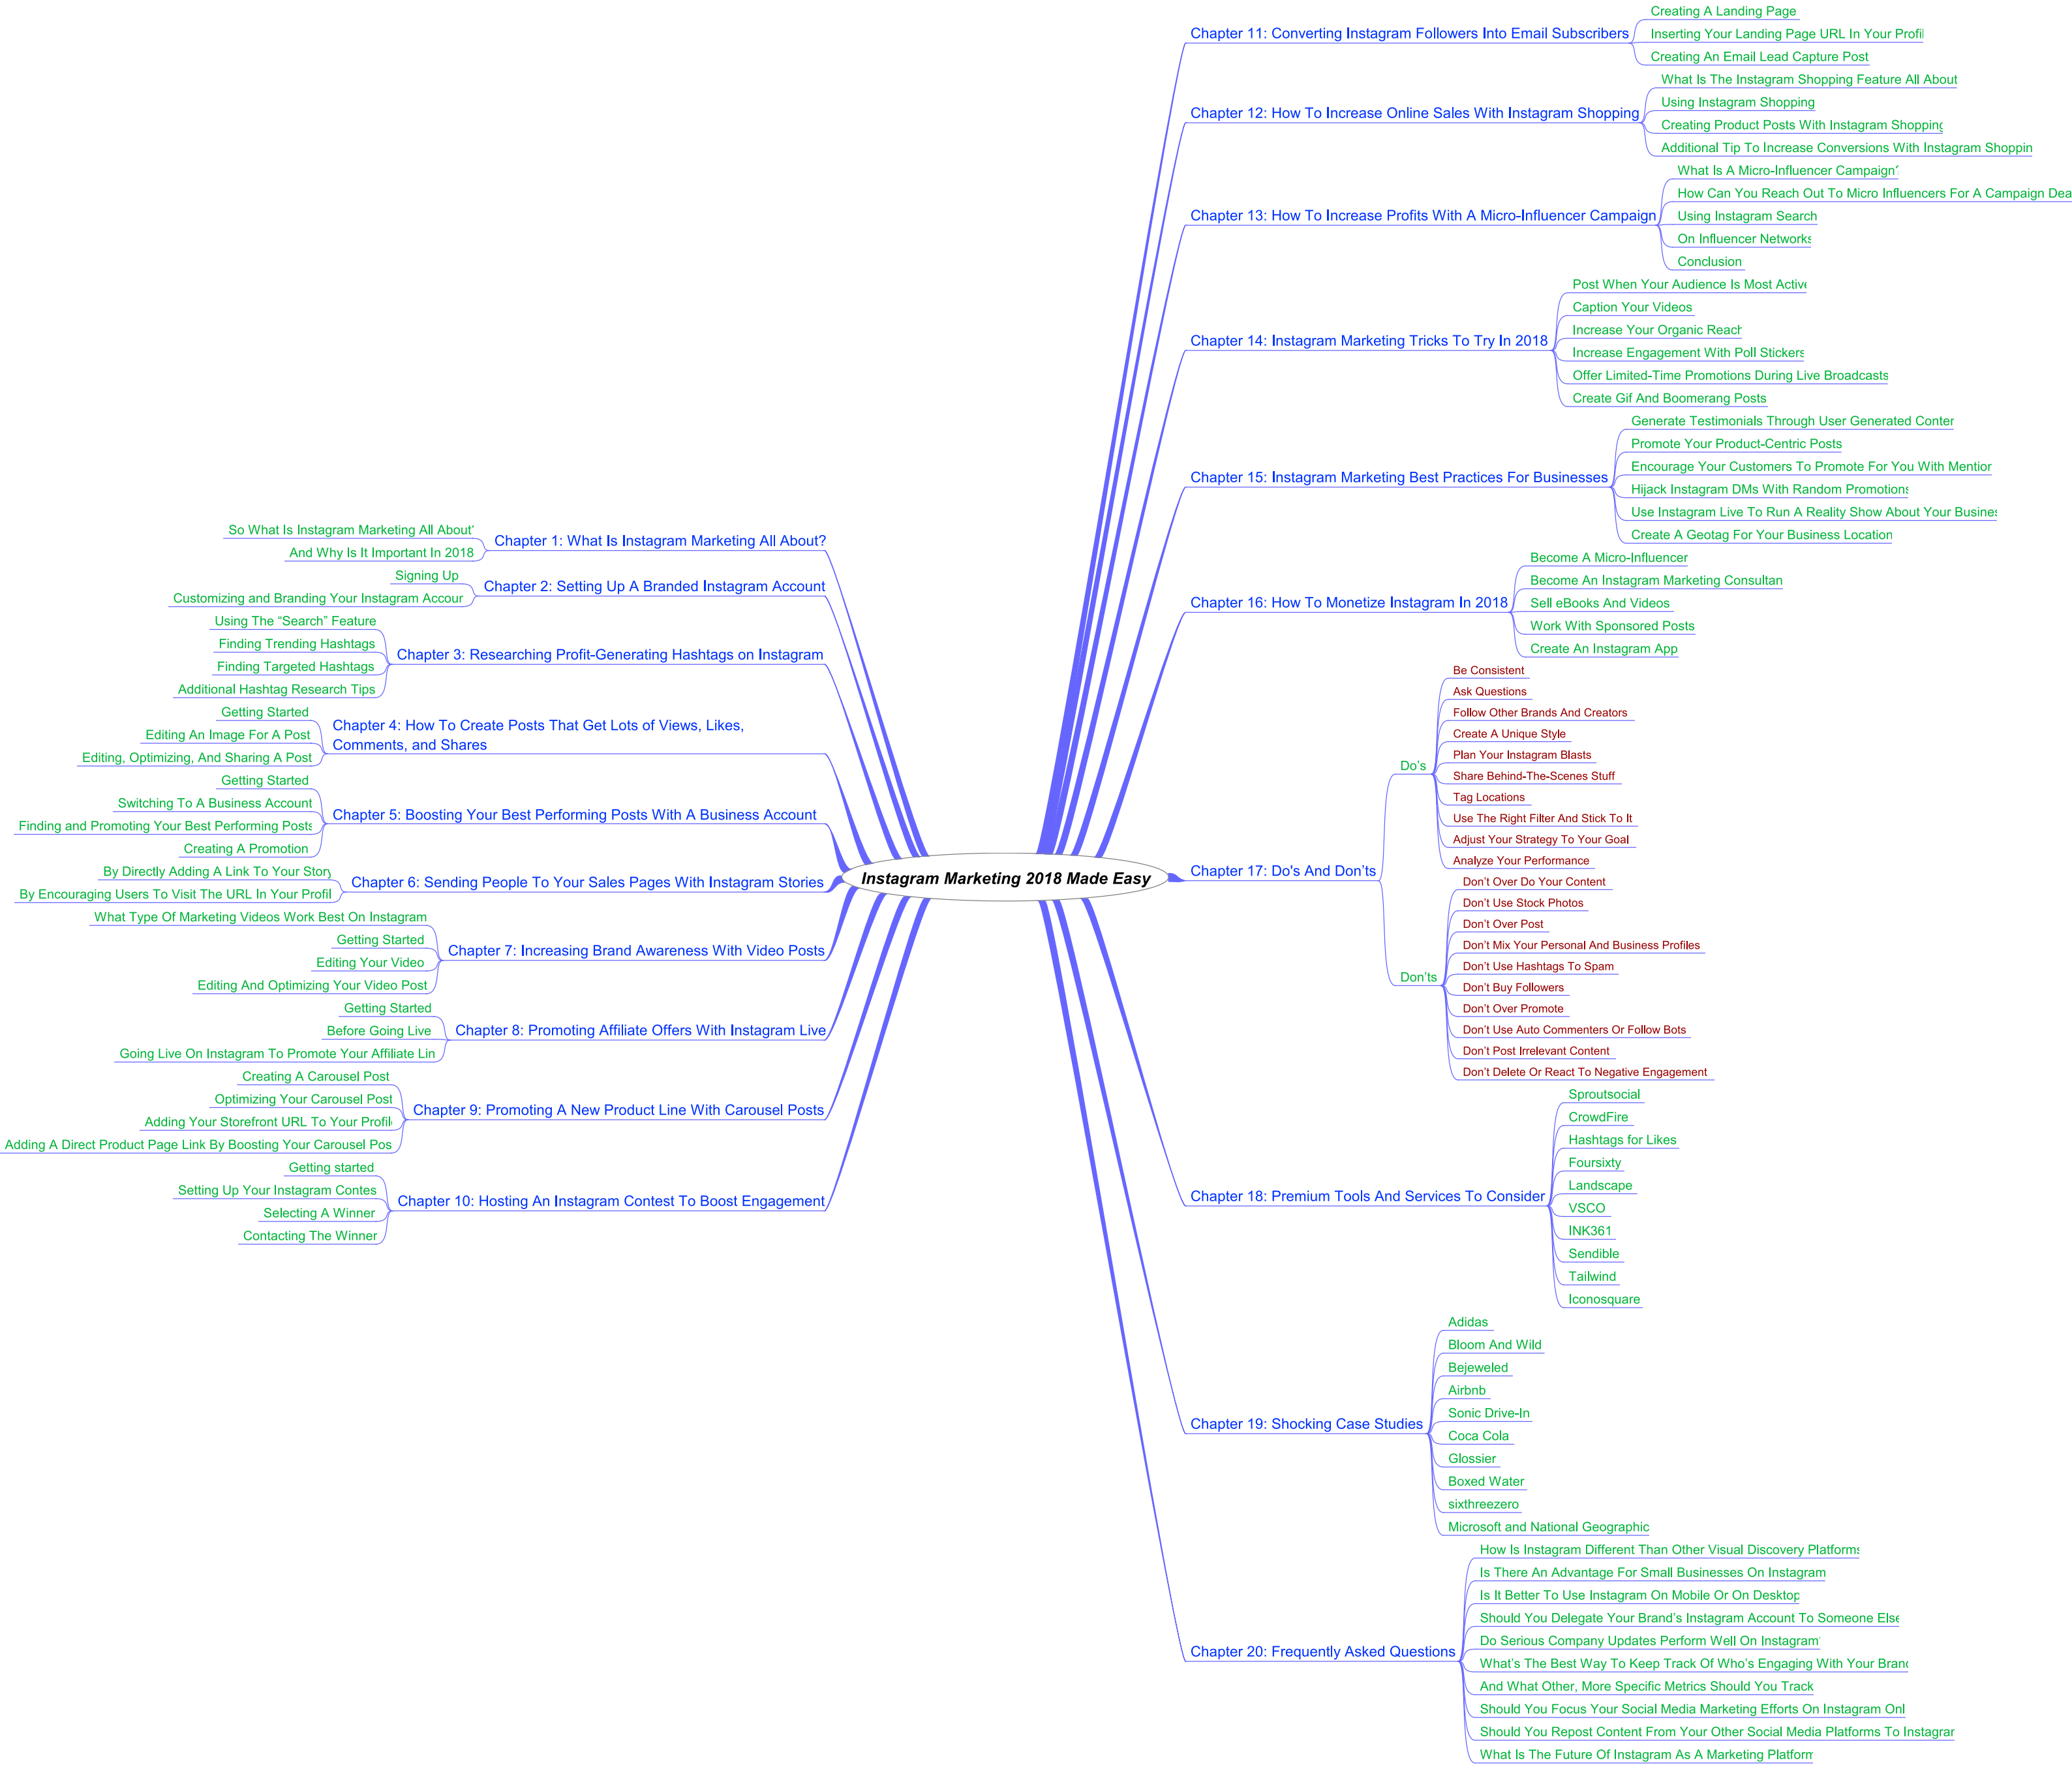 Instagram Marketing 2018 Made Easy
Chapter 1: What Is Instagram Marketing All About?
So What Is Instagram Marketing All About
And Why Is It Important In 2018
Chapter 2: Setting Up A Branded Instagram Account
Signing Up
Customizing and Branding Your Instagram Accour
Chapter 3: Researching Profit-Generating Hashtags on Instagram
Using The “Search” Feature
Finding Trending Hashtags
Finding Targeted Hashtags
Additional Hashtag Research Tips
Chapter 4: How To Create Posts That Get Lots of Views, Likes,
Comments, and Shares
Getting Started
Editing An Image For A Post
Editing, Optimizing, And Sharing A Post
Chapter 5: Boosting Your Best Performing Posts With A Business Account
Getting Started
Switching To A Business Account
Finding and Promoting Your Best Performing Posts
Creating A Promotion
Chapter 6: Sending People To Your Sales Pages With Instagram Stories
By Directly Adding A Link To Your Story
By Encouraging Users To Visit The URL In Your Profil
Chapter 7: Increasing Brand Awareness With Video Posts
What Type Of Marketing Videos Work Best On Instagram
Getting Started
Editing Your Video
Editing And Optimizing Your Video Post
Chapter 8: Promoting Affiliate Offers With Instagram Live
Getting Started
Before Going Live
Going Live On Instagram To Promote Your Affiliate Lin
Chapter 9: Promoting A New Product Line With Carousel Posts
Creating A Carousel Post
Optimizing Your Carousel Post
Adding Your Storefront URL To Your Profil
Adding A Direct Product Page Link By Boosting Your Carousel Pos
Chapter 10: Hosting An Instagram Contest To Boost Engagement
Getting started
Setting Up Your Instagram Contes
Selecting A Winner
Contacting The Winner
Chapter 11: Converting Instagram Followers Into Email Subscribers
Creating A Landing Page
Inserting Your Landing Page URL In Your Profil
Creating An Email Lead Capture Post
Chapter 12: How To Increase Online Sales With Instagram Shopping
What Is The Instagram Shopping Feature All About
Using Instagram Shopping
Creating Product Posts With Instagram Shopping
Additional Tip To Increase Conversions With Instagram Shoppin
Chapter 13: How To Increase Profits With A Micro-Influencer Campaign
What Is A Micro-Influencer Campaign?
How Can You Reach Out To Micro Influencers For A Campaign Dea
Using Instagram Search
On Influencer Networks
Conclusion
Chapter 14: Instagram Marketing Tricks To Try In 2018
Post When Your Audience Is Most Active
Caption Your Videos
Increase Your Organic Reach
Increase Engagement With Poll Stickers
Offer Limited-Time Promotions During Live Broadcasts
Create Gif And Boomerang Posts
Chapter 15: Instagram Marketing Best Practices For Businesses
Generate Testimonials Through User Generated Conter
Promote Your Product-Centric Posts
Encourage Your Customers To Promote For You With Mention
Hijack Instagram DMs With Random Promotions
Use Instagram Live To Run A Reality Show About Your Busines
Create A Geotag For Your Business Location
Chapter 16: How To Monetize Instagram In 2018
Become A Micro-Influencer
Become An Instagram Marketing Consultan
Sell eBooks And Videos
Work With Sponsored Posts
Create An Instagram App
Chapter 17: Do's And Don’ts
Do’s
Be Consistent
Ask Questions
Follow Other Brands And Creators
Create A Unique Style
Plan Your Instagram Blasts
Share Behind-The-Scenes Stuff
Tag Locations
Use The Right Filter And Stick To It
Adjust Your Strategy To Your Goal
Analyze Your Performance
Don’ts
Don’t Over Do Your Content
Don’t Use Stock Photos
Don’t Over Post
Don’t Mix Your Personal And Business Profiles
Don’t Use Hashtags To Spam
Don’t Buy Followers
Don’t Over Promote
Don’t Use Auto Commenters Or Follow Bots
Don’t Post Irrelevant Content
Don’t Delete Or React To Negative Engagement
Chapter 18: Premium Tools And Services To Consider
Sproutsocial
CrowdFire
Hashtags for Likes
Foursixty
Landscape
VSCO
INK361
Sendible
Tailwind
Iconosquare
Chapter 19: Shocking Case Studies
Adidas
Bloom And Wild
Bejeweled
Airbnb
Sonic Drive-In
Coca Cola
Glossier
Boxed Water
sixthreezero
Microsoft and National Geographic
Chapter 20: Frequently Asked Questions
How Is Instagram Different Than Other Visual Discovery Platforms
Is There An Advantage For Small Businesses On Instagram
Is It Better To Use Instagram On Mobile Or On Desktop
Should You Delegate Your Brand’s Instagram Account To Someone Else
Do Serious Company Updates Perform Well On Instagram
What’s The Best Way To Keep Track Of Who’s Engaging With Your Brand
And What Other, More Specific Metrics Should You Track
Should You Focus Your Social Media Marketing Efforts On Instagram Onl
Should You Repost Content From Your Other Social Media Platforms To Instagram
What Is The Future Of Instagram As A Marketing Platform